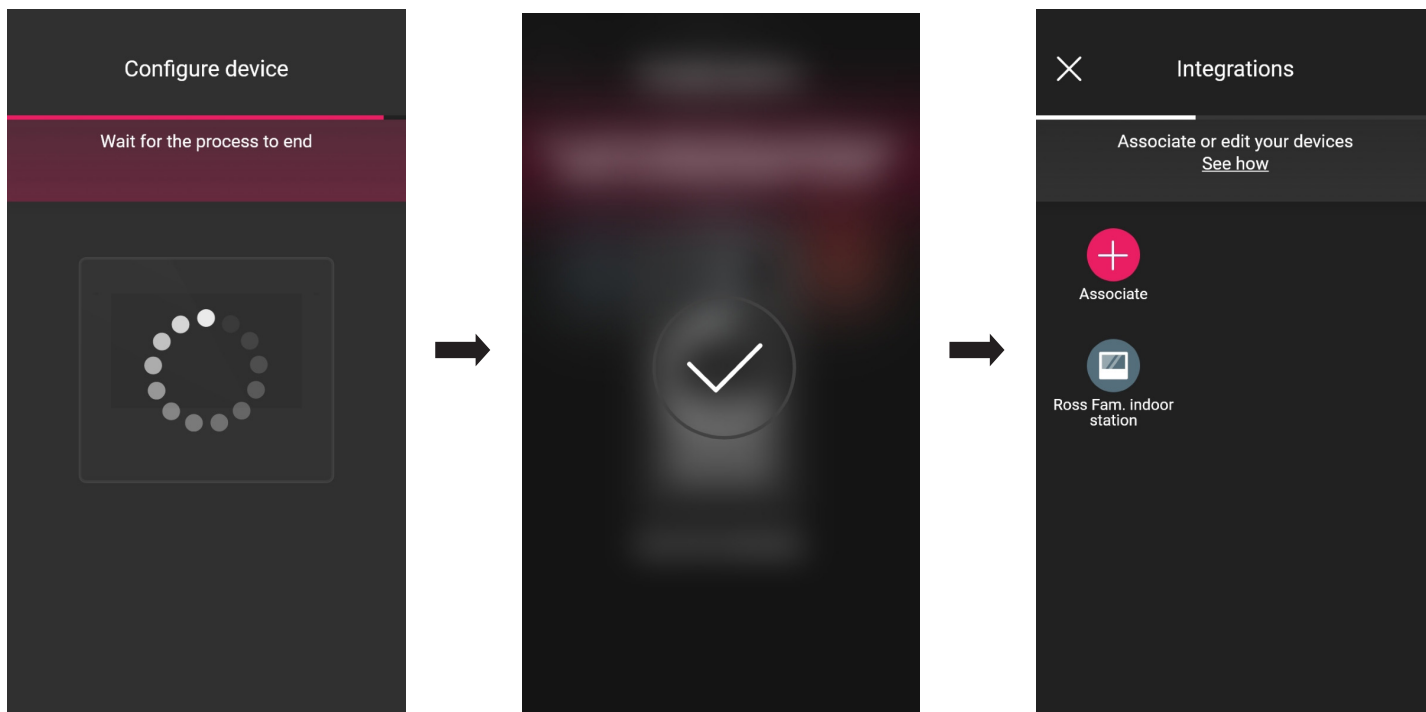 Configure device
Wait for the process to end
Integrations
Associate or edit your devices
See how
Associate
Ross Fam. indoor
station